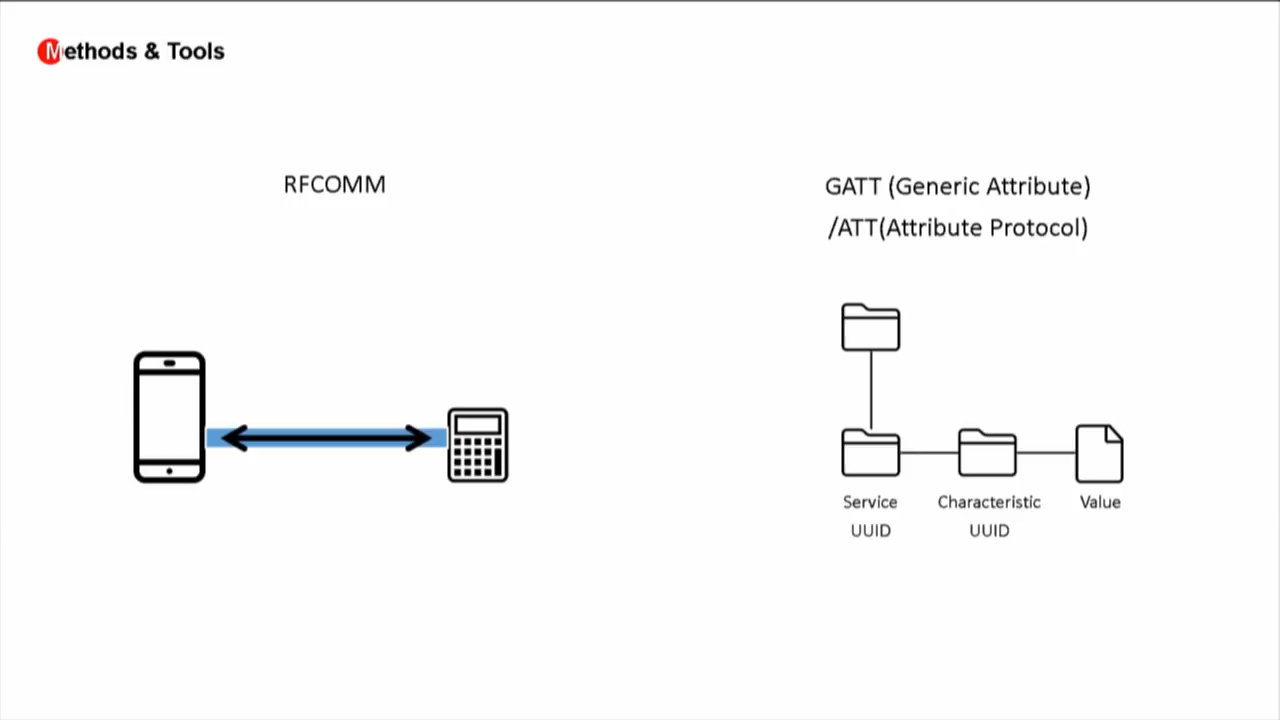 Methods & Tools
RFCOMM
GATT (Generic Attribute)
/ATT(Attribute Protocol)
Service
UUID
Characteristic
UUID
Value